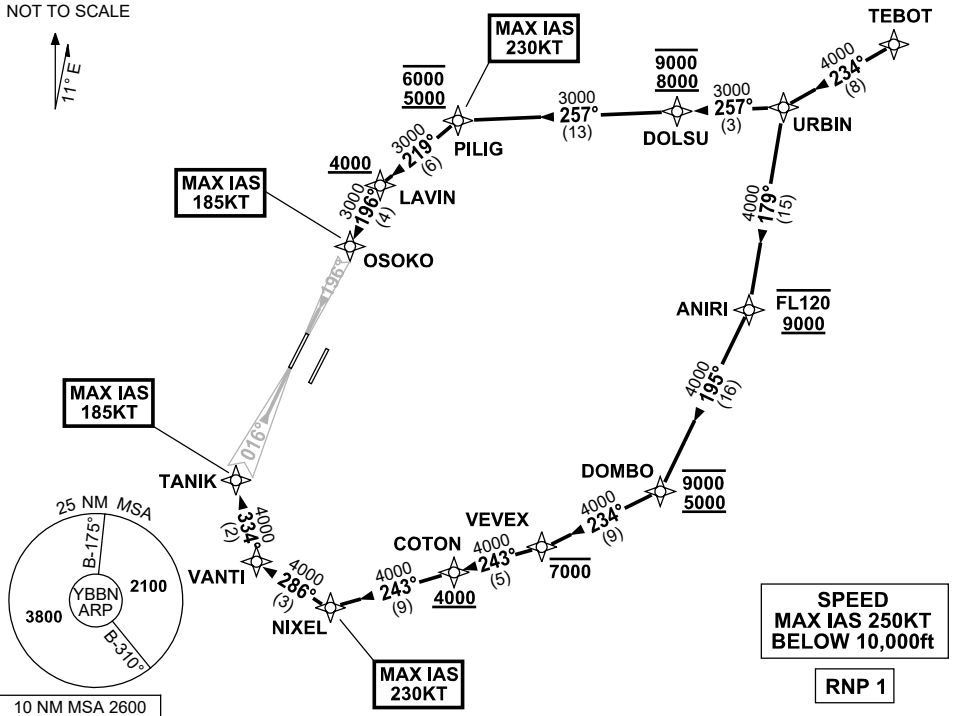 NOT TO SCALE
11° E
TEBOT
4000
234°
(8)
URBIN
MAX IAS
230KT
9000
8000
3000
257°
(3)
DOLSU
6000
5000
3000
257°
(13)
PILIG
3000
219°
(6)
4000
LAVIN
MAX IAS
185KT
3000
196°
(4)
OSOKO
196°
4000
179°
(15)
ANIRI
FL120
9000
4000
195°
(16)
MAX IAS
185KT
016°
TANIK
DOMBO
9000
5000
4000
234°
(9)
VEVEX
7000
4000
243°
(5)
COTON
4000
4000
243°
(9)
NIXEL
4000
286°
(3)
VANTI
4000
334°
(2)
MAX IAS
230KT
25 NM MSA
B-175°
YBBN
ARP
2100
3800
B-310°
10 NM MSA 2600
SPEED
MAX IAS 250KT
BELOW 10,000ft
RNP 1